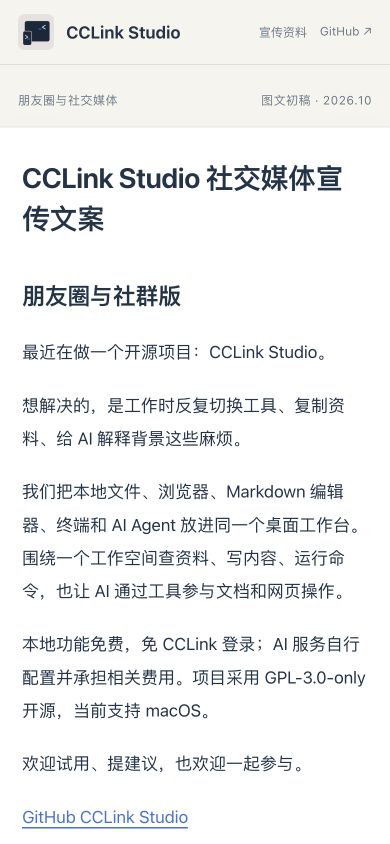 CCLink Studio
宣传资料 GitHub ↗
朋友圈与社交媒体
图文初稿 · 2026.10
CCLink Studio 社交媒体宣
传文案
朋友圈与社群版
最近在做一个开源项目：CCLink Studio。
想解决的，是工作时反复切换工具、复制资
料、给 AI 解释背景这些麻烦。
我们把本地文件、浏览器、Markdown 编辑
器、终端和 AI Agent 放进同一个桌面工作台。
围绕一个工作空间查资料、写内容、运行命
令，也让 AI 通过工具参与文档和网页操作。
本地功能免费，免 CCLink 登录；AI 服务自行
配置并承担相关费用。项目采用 GPL-3.0-only
开源，当前支持 macOS。
欢迎试用、提建议，也欢迎一起参与。
GitHub CCLink Studio